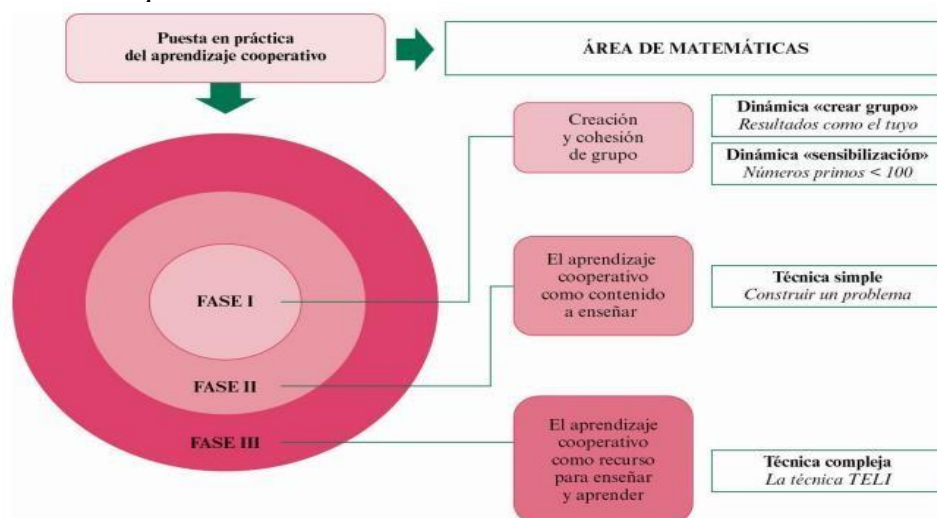 Puesta en práctica
del aprendizaje cooperativo
ÁREA DE MATEMÁTICAS
Creación
y cohesión
de grupo
Dinámica «crear grupo»
Resultados como el tuyo
Dinámica «sensibilización»
Números primos < 100
FASE I
El aprendizaje
cooperativo
como contenido
a enseñar
Técnica simple
Construir un problema
FASE II
FASE III
El aprendizaje
cooperativo
como recurso
para enseñar
y aprender
Técnica compleja
La técnica TELI